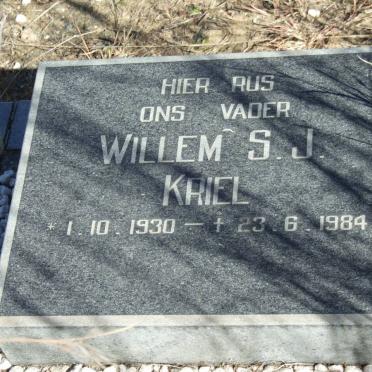 HIER RUS
ONS VADER
WILLEM S. J.
KRIEL
* 1. 10. 1930 — † 23. 6. 1984